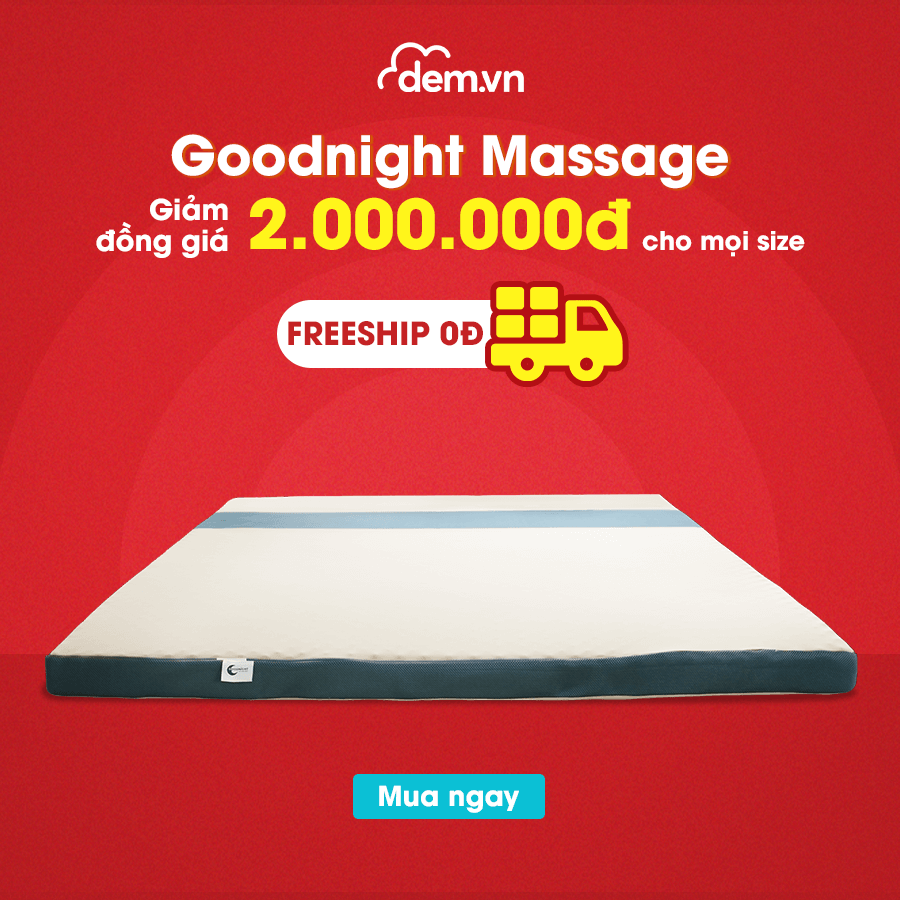 dem.vn
Goodnight Massage
Giảm
đồng giá 2.000.000đ cho mọi size
FREESHIP 0Đ
Mua ngay